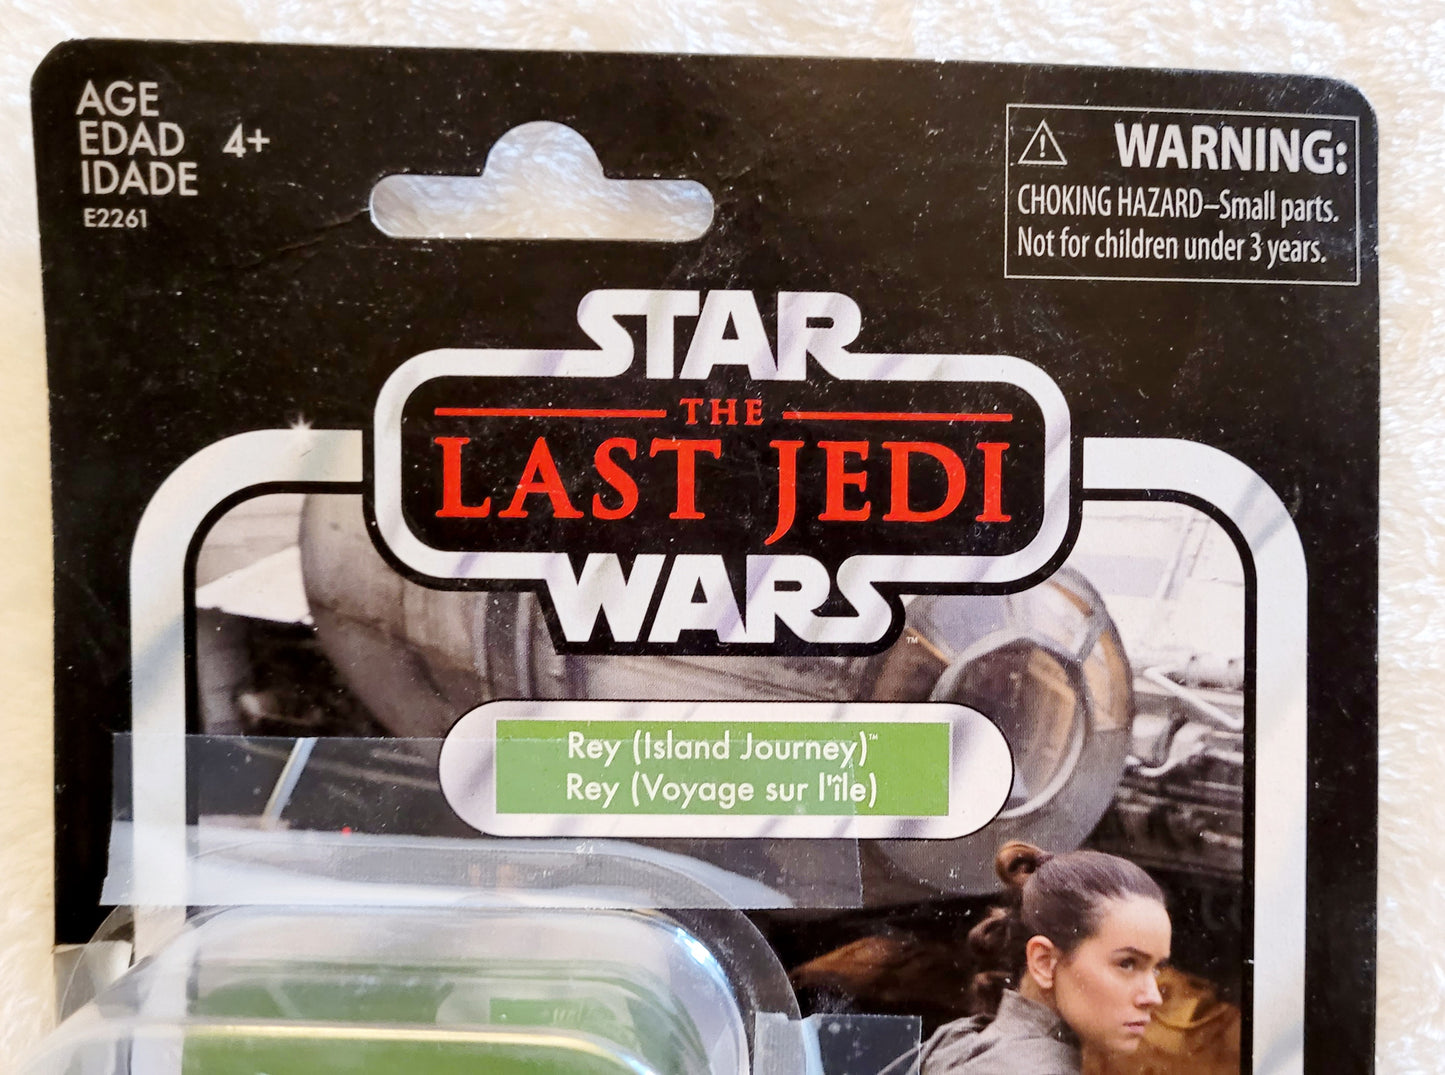 AGE
EDAD 4+
IDADE
E2261
WARNING:
CHOKING HAZARD–Small parts.
Not for children under 3 years.
STAR
THE
LAST JEDI
WARS
™
Rey (Island Journey)™
Rey (Voyage sur l'île)